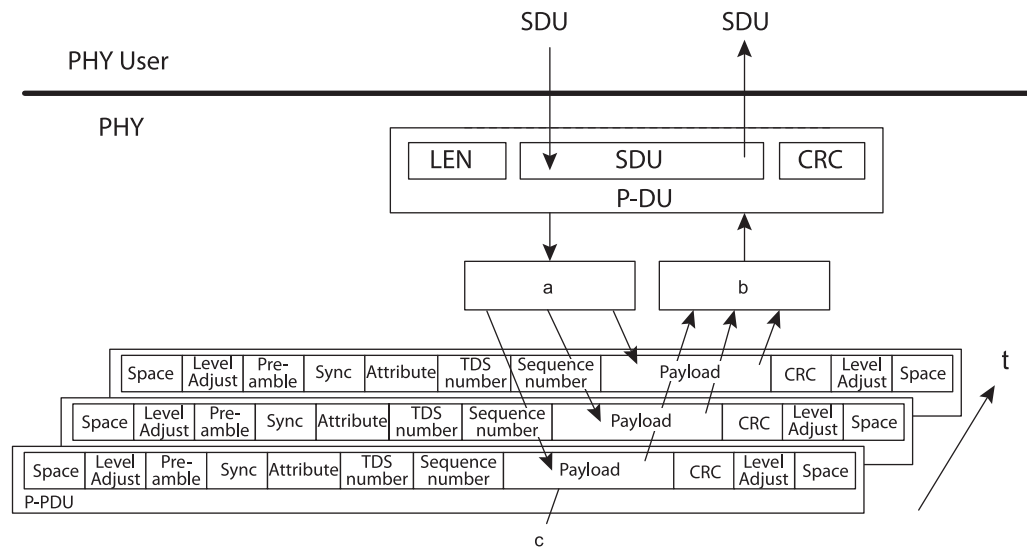 SDU SDU
PHY User
PHY
LEN SDU CRC
P-DU
a b
Space Level Adjust Pre-amble Sync Attribute TDS number Sequence number Payload CRC Level Adjust Space
t
Space Level Adjust Pre-amble Sync Attribute TDS number Sequence number Payload CRC Level Adjust Space
Space Level Adjust Pre-amble Sync Attribute TDS number Sequence number Payload CRC Level Adjust Space
P-PDU
c